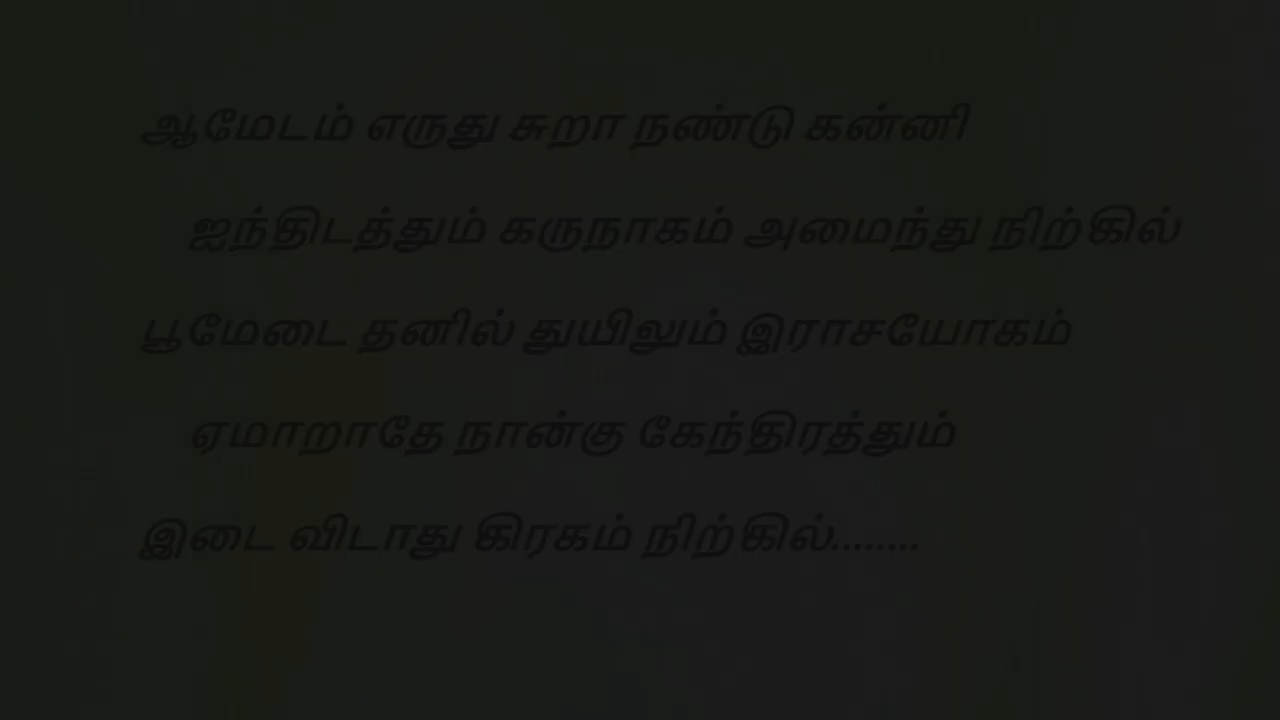 ஆமேடம் எருது சுறா நண்டு கன்னி
ஐந்திடத்தும் கருநாகம் அமைந்து நிற்கில்
பூமேடை தனில் துயிலும் இராசயோகம்
ஏமாறாதே நான்கு கேந்திரத்தும்
இடை விடாது கிரகம் நிற்கில்........